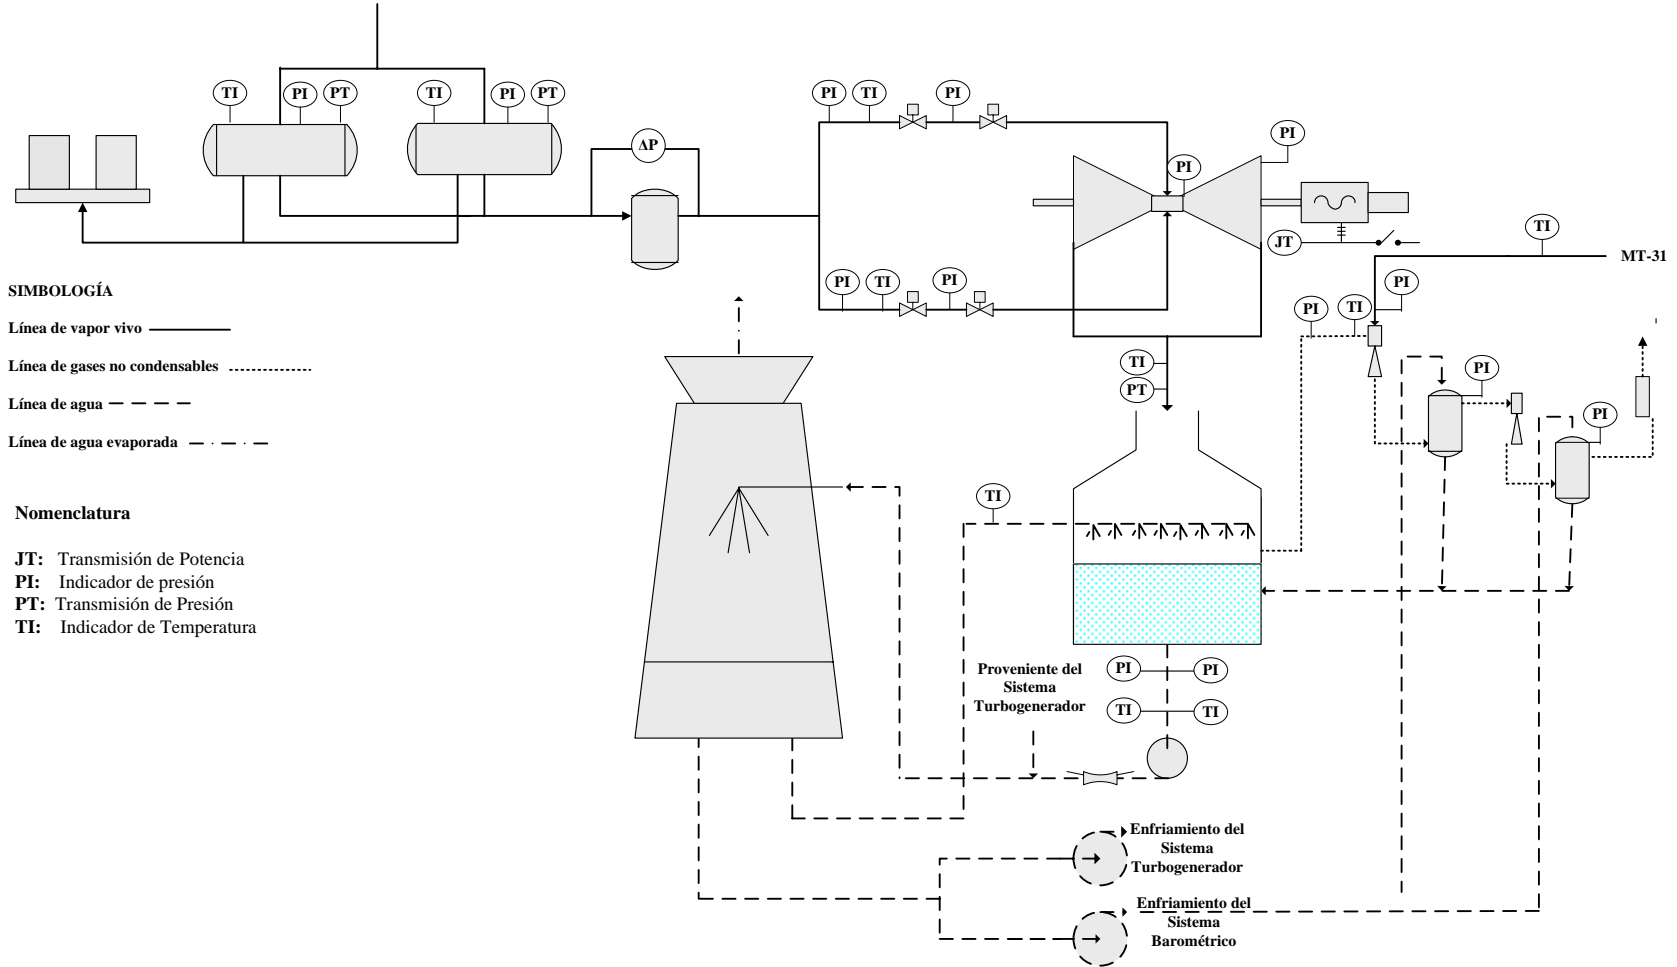 TI
PI
PT
TI
PI
PT
ΔP
PI
TI
PI
PI
PI
JT
TI
MT-31
PI
TI
PI
PI
PI
TI
SIMBOLOGÍA
Línea de vapor vivo
Línea de gases no condensables
Línea de agua
Línea de agua evaporada
TI
PT
PI
PI
TI
Nomenclatura
JT: Transmisión de Potencia
PI: Indicador de presión
PT: Transmisión de Presión
TI: Indicador de Temperatura
Proveniente del
Sistema
Turbogenerador
PI
PI
TI
TI
Enfriamiento del
Sistema
Turbogenerador
Enfriamiento del
Sistema
Barométrico